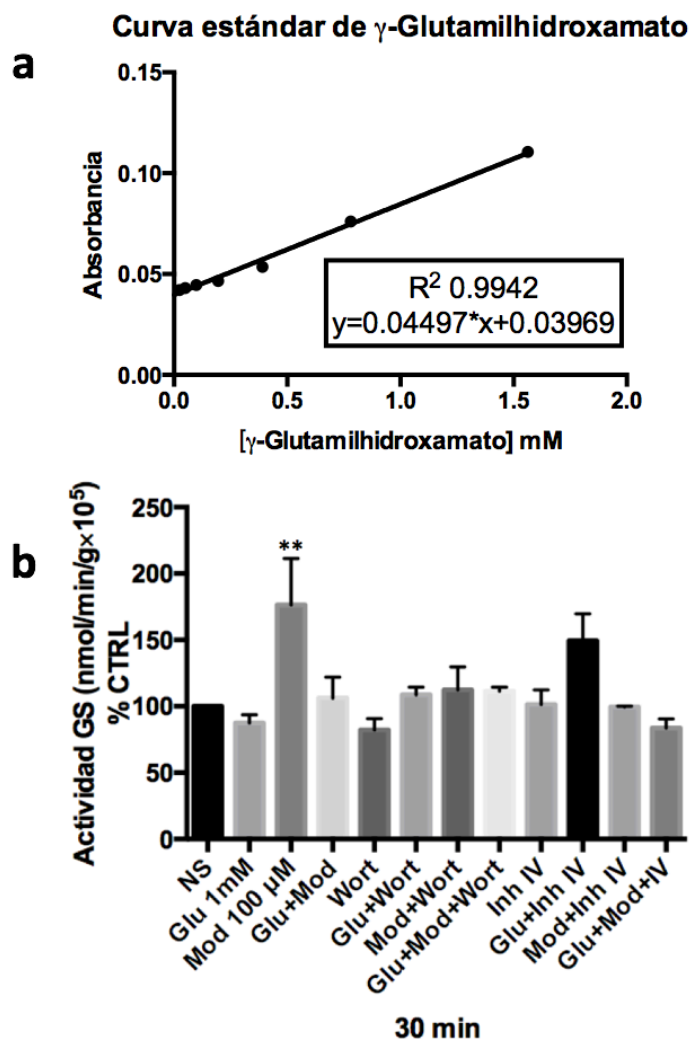 Curva estándar de γ-Glutamilhidroxamato
a
0.15
0.10
0.05
0.00
Absorbancia
R² 0.9942
y=0.04497*x+0.03969
0.0 0.5 1.0 1.5 2.0
[γ-Glutamilhidroxamato] mM
b
Actividad GS (nmol/min/g×10⁵)
% CTRL
250
200
150
100
50
0
**
NS
Glu 1mM
Mod 100 µM
Glu+Mod
Wort
Glu+Wort
Mod+Wort
Glu+Mod+Wort
Inh IV
Glu+Inh IV
Mod+Inh IV
Glu+Mod+IV
30 min